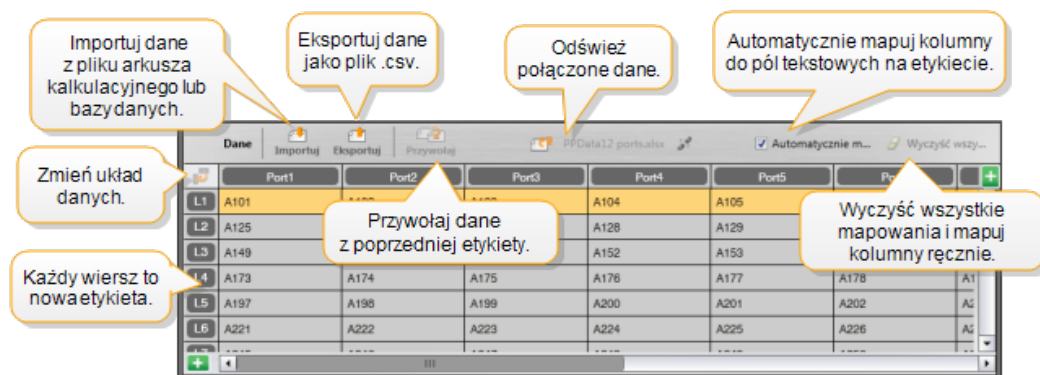 Importuj dane
z pliku arkusza
kalkulacyjnego lub
bazy danych.
Eksportuj dane
jako plik .csv.
Odśwież
połączone dane.
Automatycznie mapuj kolumny
do pól tekstowych na etykiecie.
Dane Importuj Eksportuj Przywołaj PPData12 ports.xlsx Automatycznie m... Wyczyść wszy...
Zmień układ
danych.
Port1 Port2 Port3 Port4 Port5
L1 A101 A104 A105
Przywołaj dane
z poprzedniej etykiety.
Wyczyść wszystkie
mapowania i mapuj
kolumny ręcznie.
L2 A125 A128 A129
L3 A149 A152 A153
Każdy wiersz to
nowa etykieta.
L4 A173 A174 A175 A176 A177 A178
L5 A197 A198 A199 A200 A201 A202
L6 A221 A222 A223 A224 A225 A226